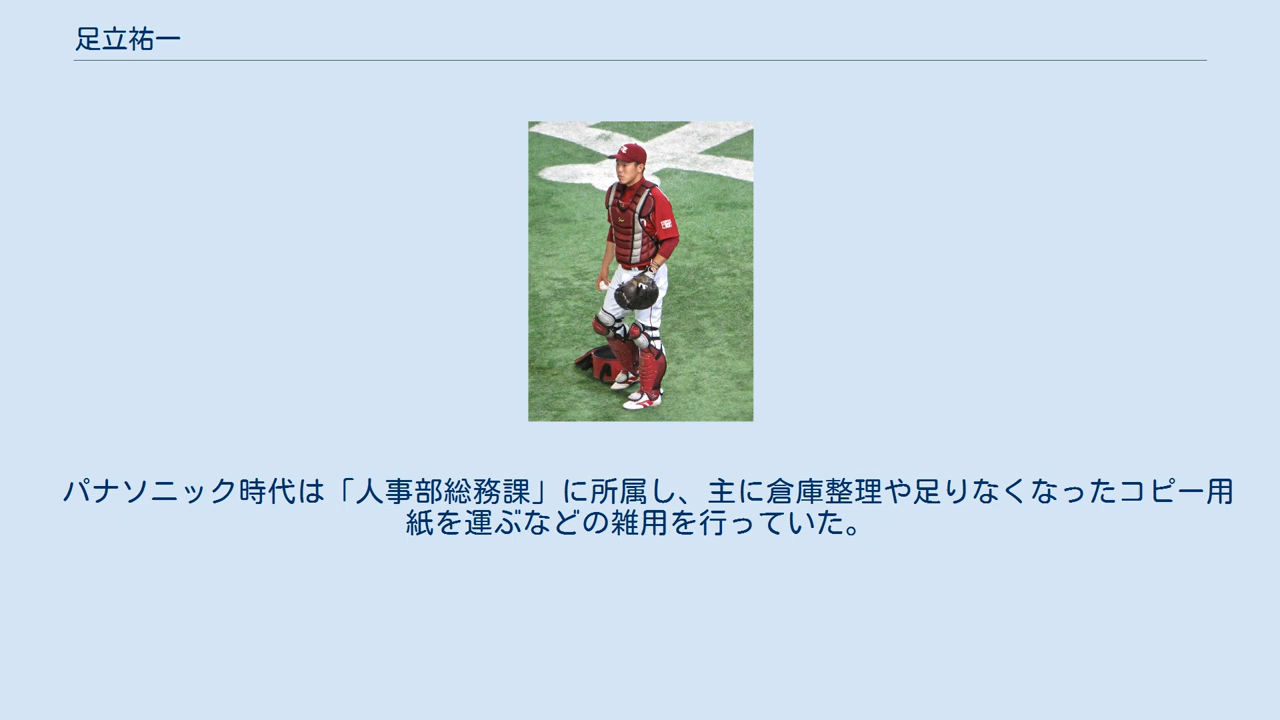 足立祐一
パナソニック時代は「人事部総務課」に所属し、主に倉庫整理や足りなくなったコピー用
紙を運ぶなどの雑用を行っていた。